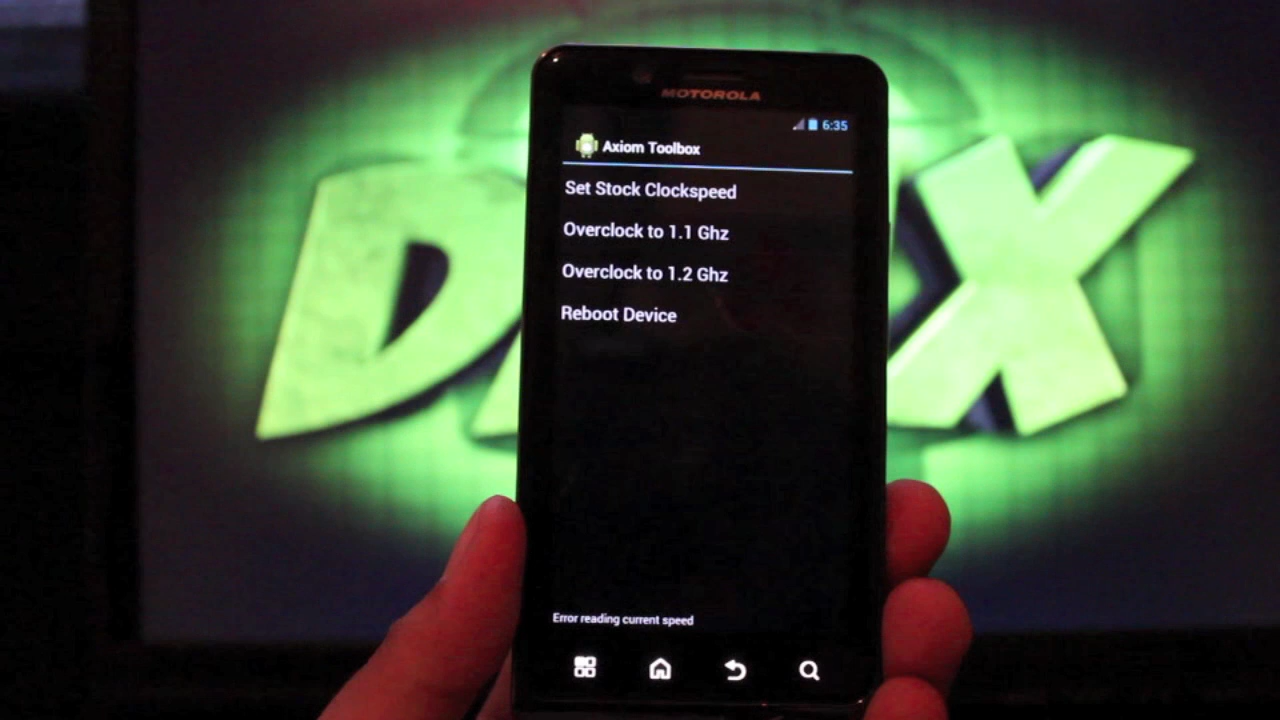 MOTOROLA
6:35
Axiom Toolbox
Set Stock Clockspeed
Overclock to 1.1 Ghz
Overclock to 1.2 Ghz
Reboot Device
Error reading current speed